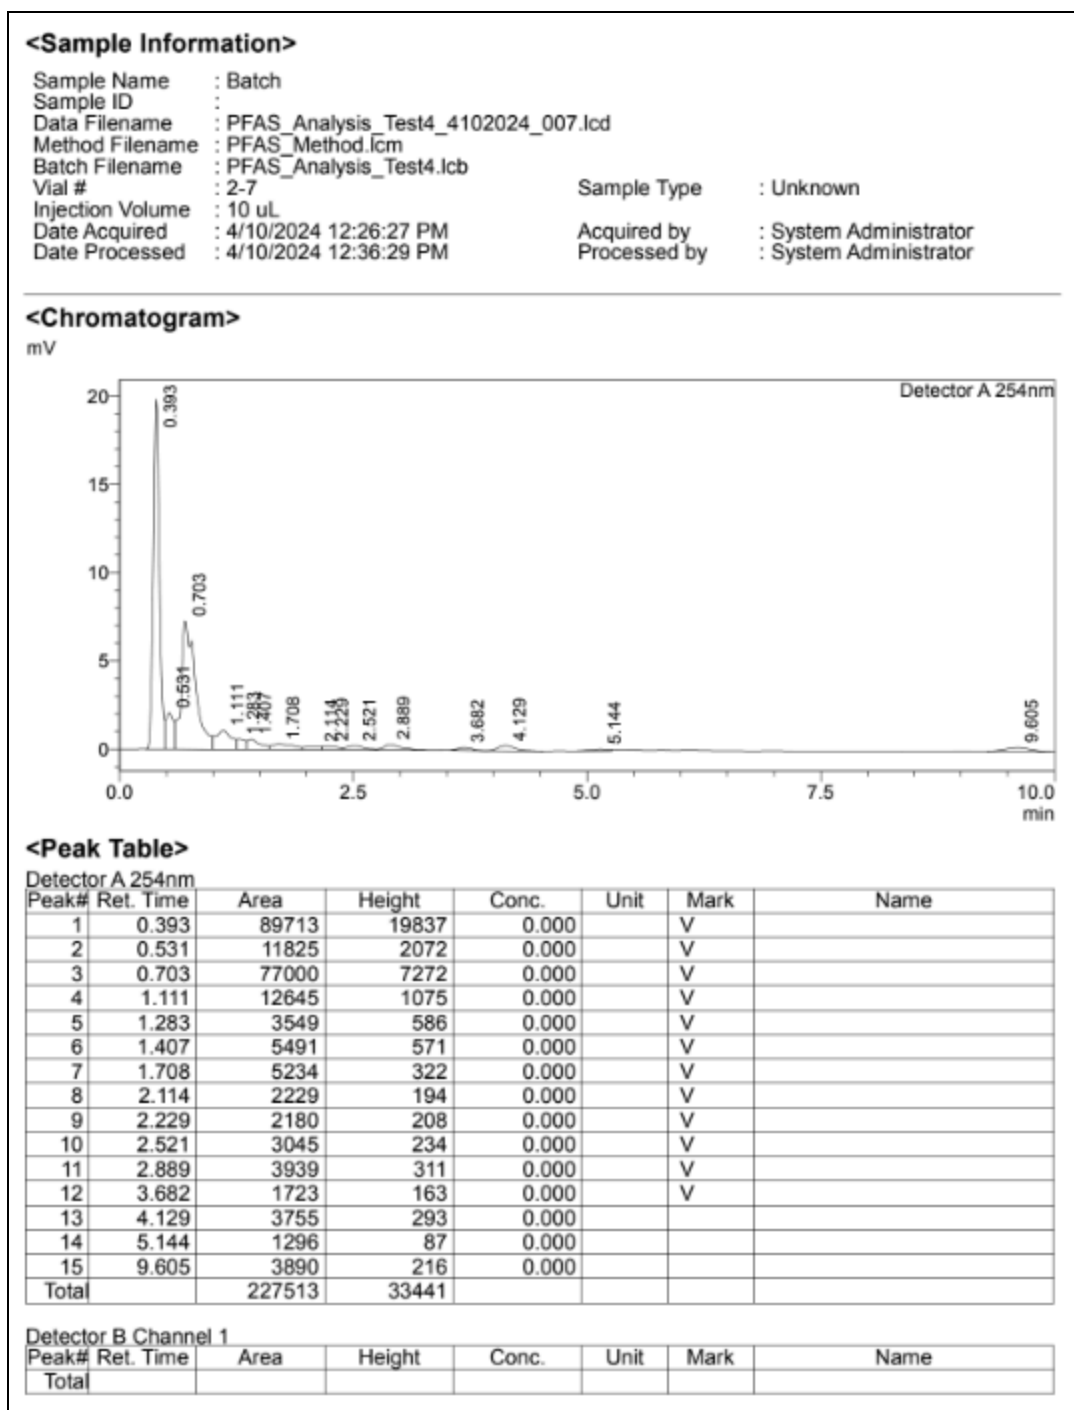 <Sample Information>
Sample Name : Batch
Sample ID :
Data Filename : PFAS_Analysis_Test4_4102024_007.lcd
Method Filename : PFAS_Method.lcm
Batch Filename : PFAS_Analysis_Test4.lcb
Vial # : 2-7 Sample Type : Unknown
Injection Volume : 10 uL
Date Acquired : 4/10/2024 12:26:27 PM Acquired by : System Administrator
Date Processed : 4/10/2024 12:36:29 PM Processed by : System Administrator
<Chromatogram>
mV
Detector A 254nm
20
15
10
5
0
0.393
0.531
0.703
1.111
1.283
1.407
1.708
2.114
2.229
2.521
2.889
3.682
4.129
5.144
9.605
0.0 2.5 5.0 7.5 10.0
min
<Peak Table>
Detector A 254nm
Peak# Ret. Time Area Height Conc. Unit Mark Name
1 0.393 89713 19837 0.000 V
2 0.531 11825 2072 0.000 V
3 0.703 77000 7272 0.000 V
4 1.111 12645 1075 0.000 V
5 1.283 3549 586 0.000 V
6 1.407 5491 571 0.000 V
7 1.708 5234 322 0.000 V
8 2.114 2229 194 0.000 V
9 2.229 2180 208 0.000 V
10 2.521 3045 234 0.000 V
11 2.889 3939 311 0.000 V
12 3.682 1723 163 0.000 V
13 4.129 3755 293 0.000
14 5.144 1296 87 0.000
15 9.605 3890 216 0.000
Total 227513 33441
Detector B Channel 1
Peak# Ret. Time Area Height Conc. Unit Mark Name
Total